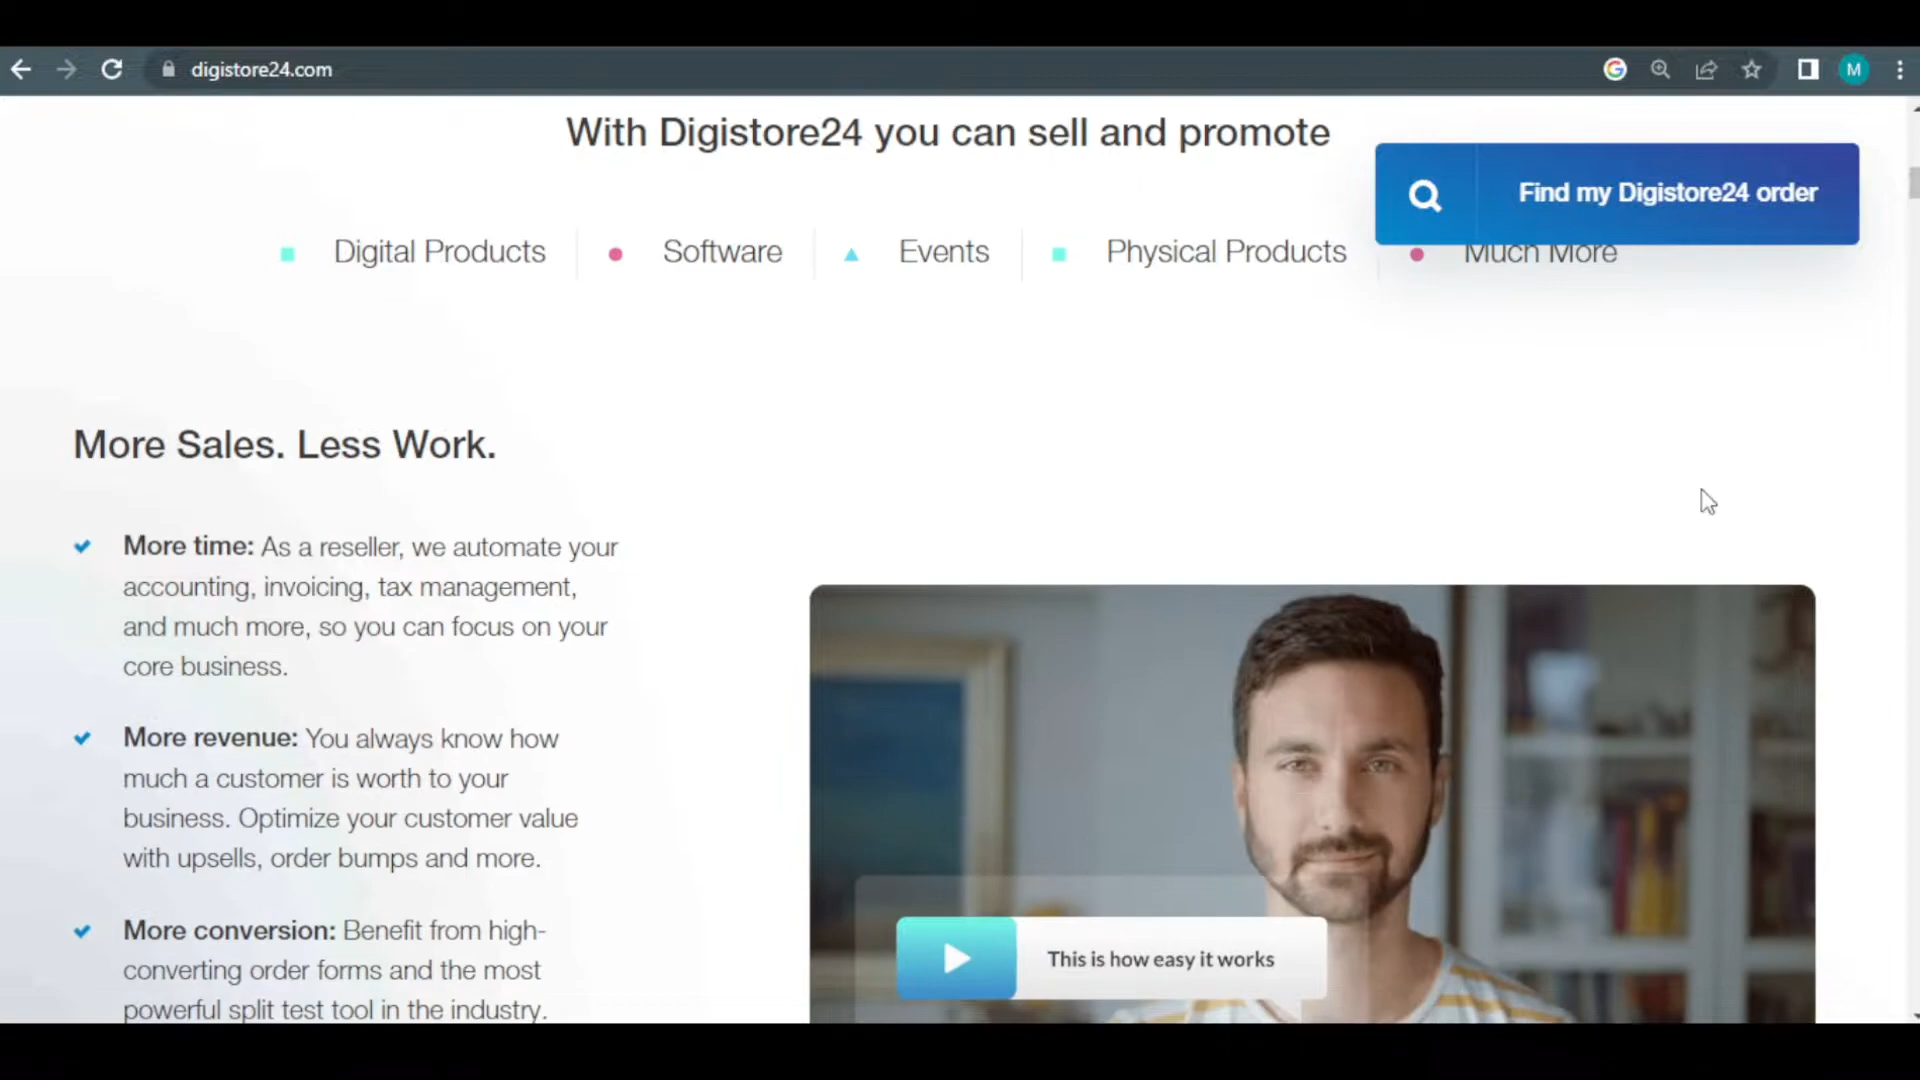 digistore24.com
M
With Digistore24 you can sell and promote
Find my Digistore24 order
Digital Products
Software
Events
Physical Products
Much More
More Sales. Less Work.
More time: As a reseller, we automate your
accounting, invoicing, tax management,
and much more, so you can focus on your
core business.
More revenue: You always know how
much a customer is worth to your
business. Optimize your customer value
with upsells, order bumps and more.
More conversion: Benefit from high-
converting order forms and the most
powerful split test tool in the industry.
This is how easy it works